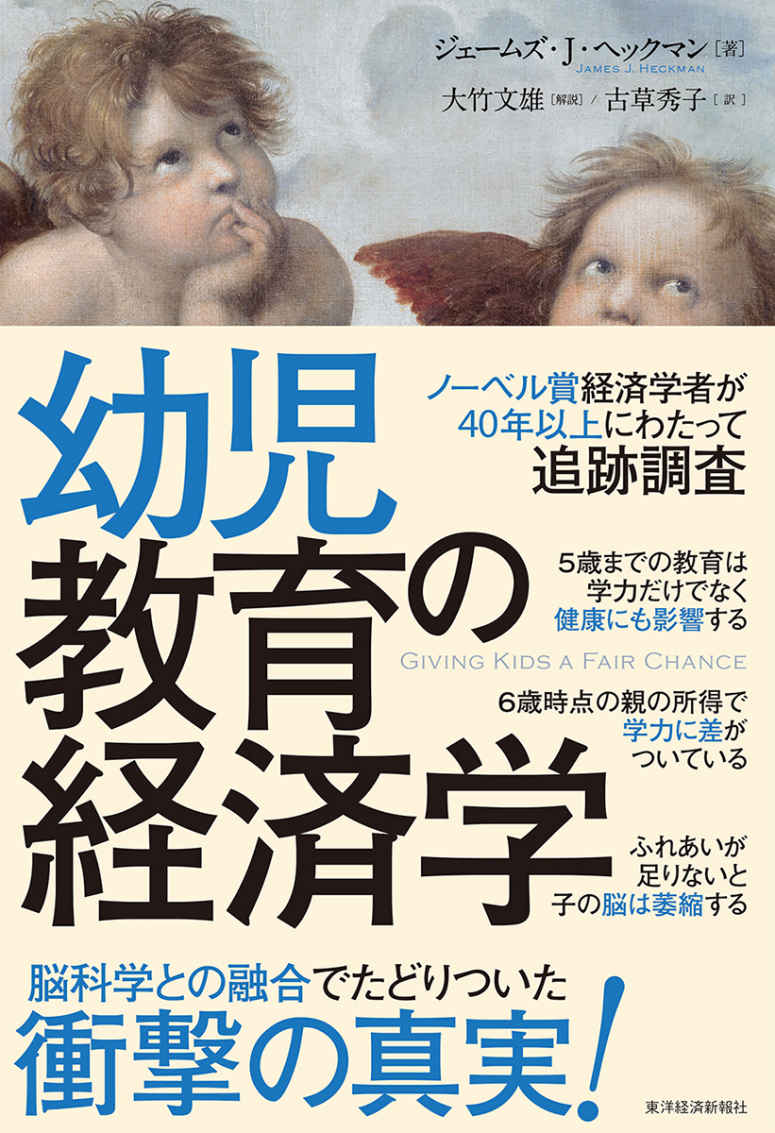 ジェームズ・J・ヘックマン[著]
JAMES J. HECKMAN
大竹文雄[解説]/古草秀子[訳]
幼児
教育の
経済学
ノーベル賞経済学者が
40年以上にわたって
追跡調査
5歳までの教育は
学力だけでなく
健康にも影響する
GIVING KIDS A FAIR CHANCE
6歳時点の親の所得で
学力に差が
ついている
ふれあいが
足りないと
子の脳は萎縮する
脳科学との融合でたどりついた
衝撃の真実!
東洋経済新報社